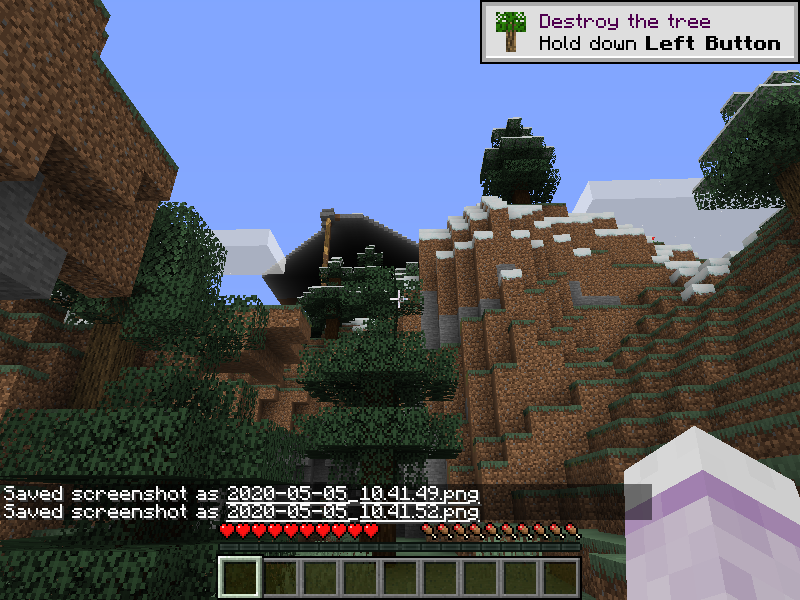 Destroy the tree
Hold down Left Button
Saved screenshot as 2020-05-05_10.41.49.png
Saved screenshot as 2020-05-05_10.41.52.png